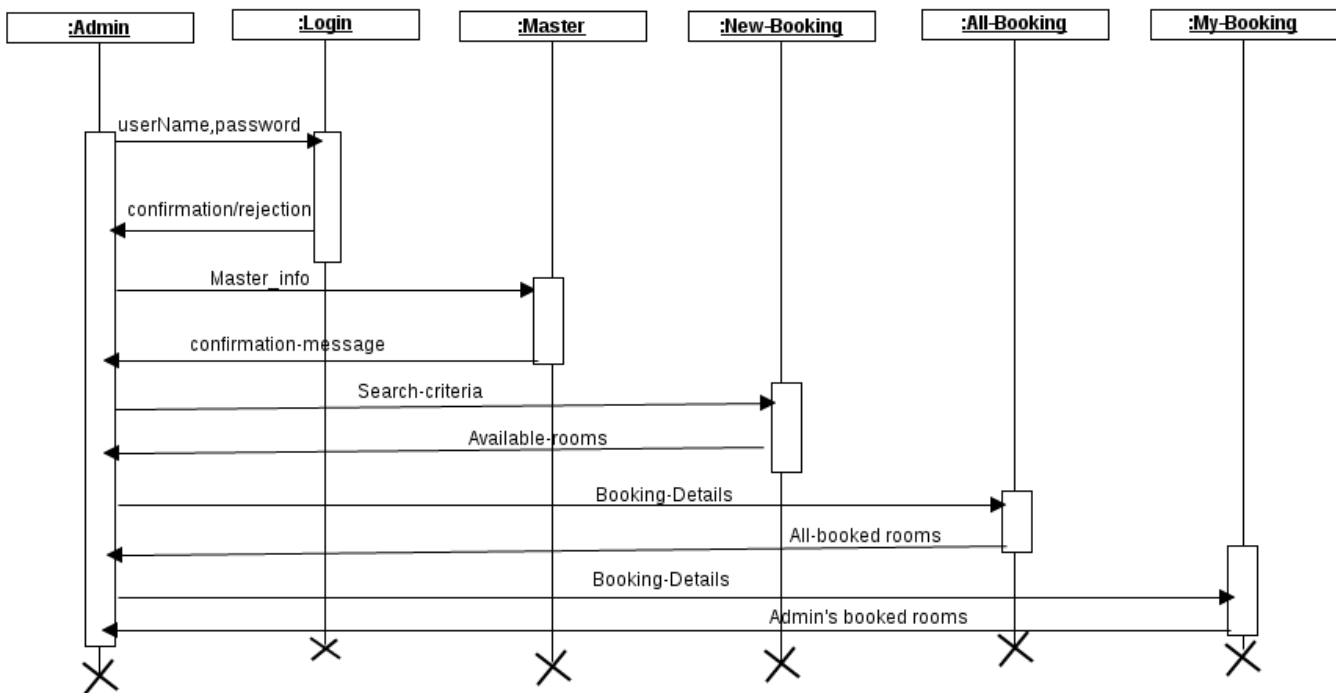 :Admin
:Login
:Master
:New-Booking
:All-Booking
:My-Booking
userName,password
confirmation/rejection
Master_info
confirmation-message
Search-criteria
Available-rooms
Booking-Details
All-booked rooms
Booking-Details
Admin's booked rooms